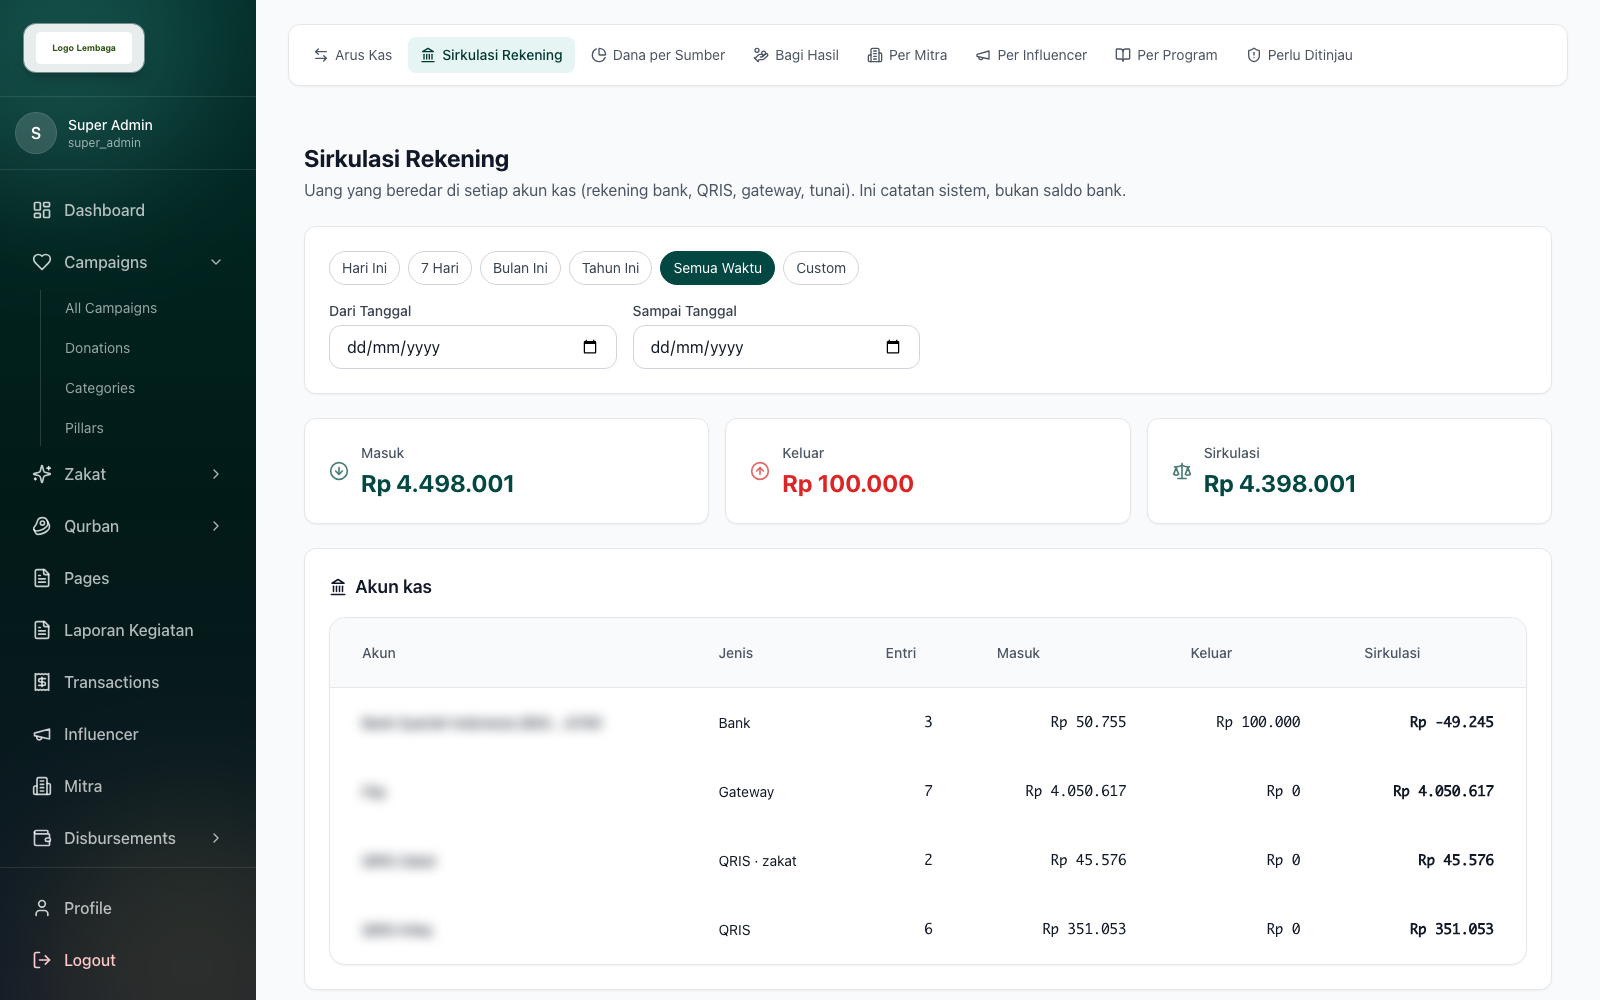 Logo Lembaga
S
Super Admin
super_admin
Dashboard
Campaigns
All Campaigns
Donations
Categories
Pillars
Zakat
Qurban
Pages
Laporan Kegiatan
Transactions
Influencer
Mitra
Disbursements
Profile
Logout
Arus Kas
Sirkulasi Rekening
Dana per Sumber
Bagi Hasil
Per Mitra
Per Influencer
Per Program
Perlu Ditinjau
Sirkulasi Rekening
Uang yang beredar di setiap akun kas (rekening bank, QRIS, gateway, tunai). Ini catatan sistem, bukan saldo bank.
Hari Ini
7 Hari
Bulan Ini
Tahun Ini
Semua Waktu
Custom
Dari Tanggal
Sampai Tanggal
dd/mm/yyyy
dd/mm/yyyy
Masuk
Rp 4.498.001
Keluar
Rp 100.000
Sirkulasi
Rp 4.398.001
Akun kas
Akun Jenis Entri Masuk Keluar Sirkulasi
Bank 3 Rp 50.755 Rp 100.000 Rp -49.245
Gateway 7 Rp 4.050.617 Rp 0 Rp 4.050.617
QRIS · zakat 2 Rp 45.576 Rp 0 Rp 45.576
QRIS 6 Rp 351.053 Rp 0 Rp 351.053